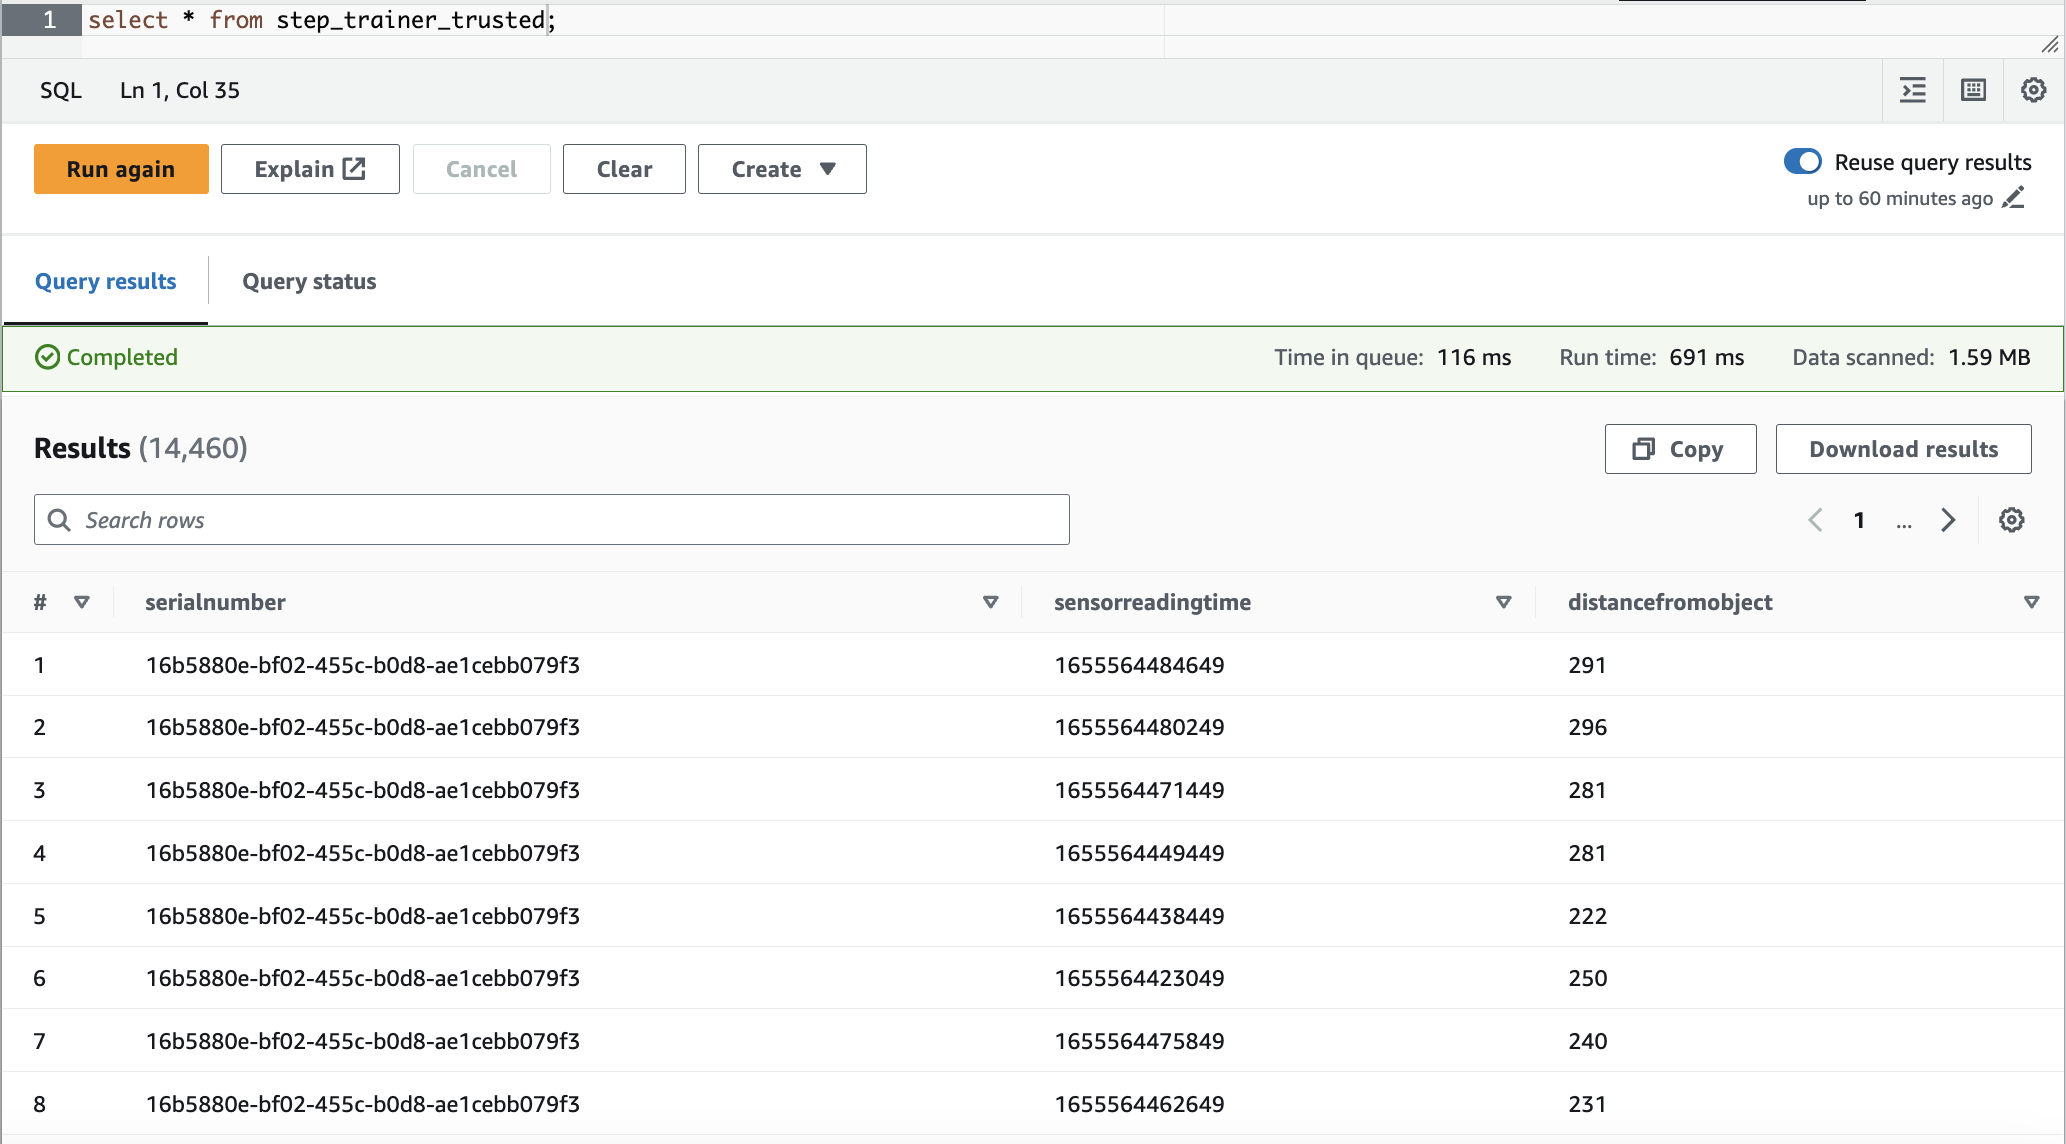 1 select * from step_trainer_trusted;
SQL Ln 1, Col 35
Run again Explain Cancel Clear Create Reuse query results
up to 60 minutes ago
Query results Query status
Completed Time in queue: 116 ms Run time: 691 ms Data scanned: 1.59 MB
Results (14,460) Copy Download results
Search rows 1 ...
# serialnumber sensorreadingtime distancefromobject
1 16b5880e-bf02-455c-b0d8-ae1cebb079f3 1655564484649 291
2 16b5880e-bf02-455c-b0d8-ae1cebb079f3 1655564480249 296
3 16b5880e-bf02-455c-b0d8-ae1cebb079f3 1655564471449 281
4 16b5880e-bf02-455c-b0d8-ae1cebb079f3 1655564449449 281
5 16b5880e-bf02-455c-b0d8-ae1cebb079f3 1655564438449 222
6 16b5880e-bf02-455c-b0d8-ae1cebb079f3 1655564423049 250
7 16b5880e-bf02-455c-b0d8-ae1cebb079f3 1655564475849 240
8 16b5880e-bf02-455c-b0d8-ae1cebb079f3 1655564462649 231